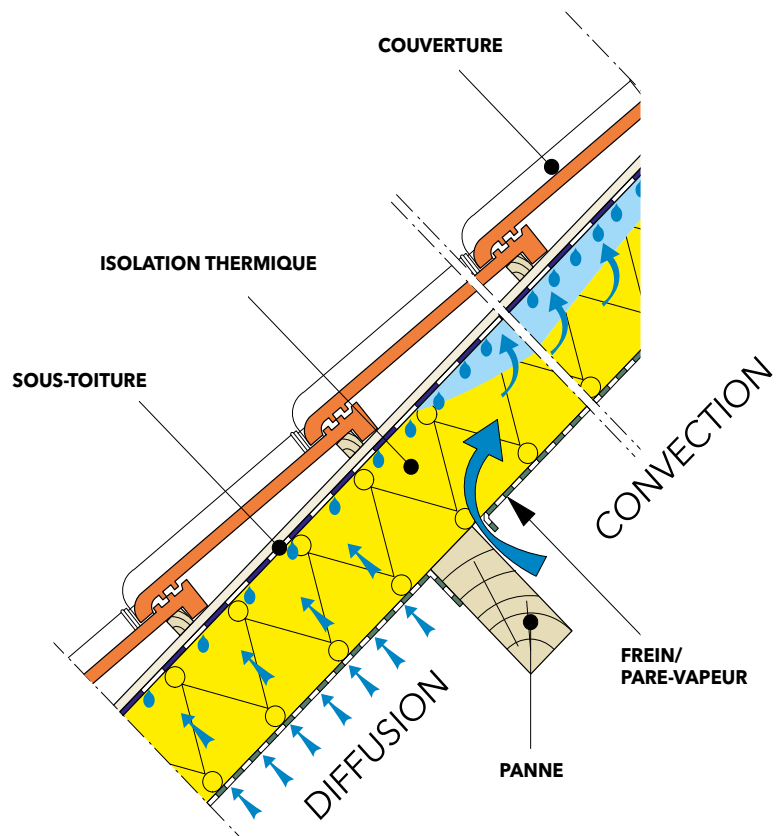 COUVERTURE
ISOLATION THERMIQUE
SOUS-TOITURE
CONVECTION
FREIN/
PARE-VAPEUR
DIFFUSION
PANNE